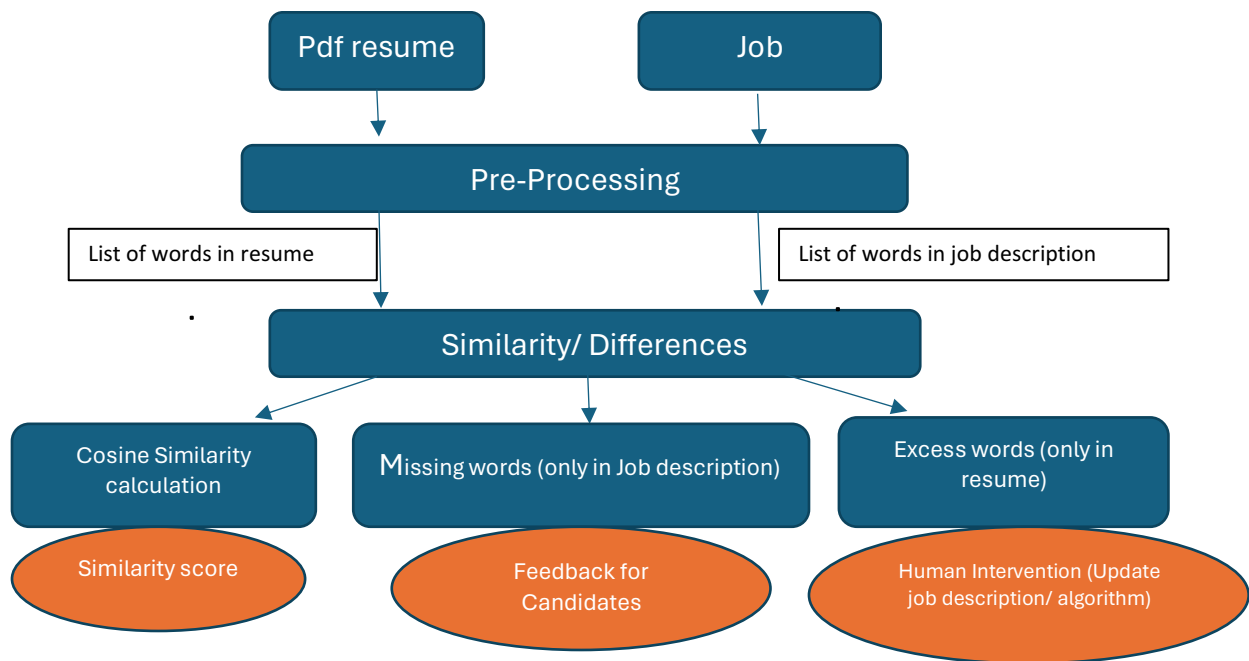 Pdf resume
Job
Pre-Processing
List of words in resume
List of words in job description
Similarity/ Differences
Cosine Similarity
calculation
Missing words (only in Job description)
Excess words (only in
resume)
Similarity score
Feedback for
Candidates
Human Intervention (Update
job description/ algorithm)